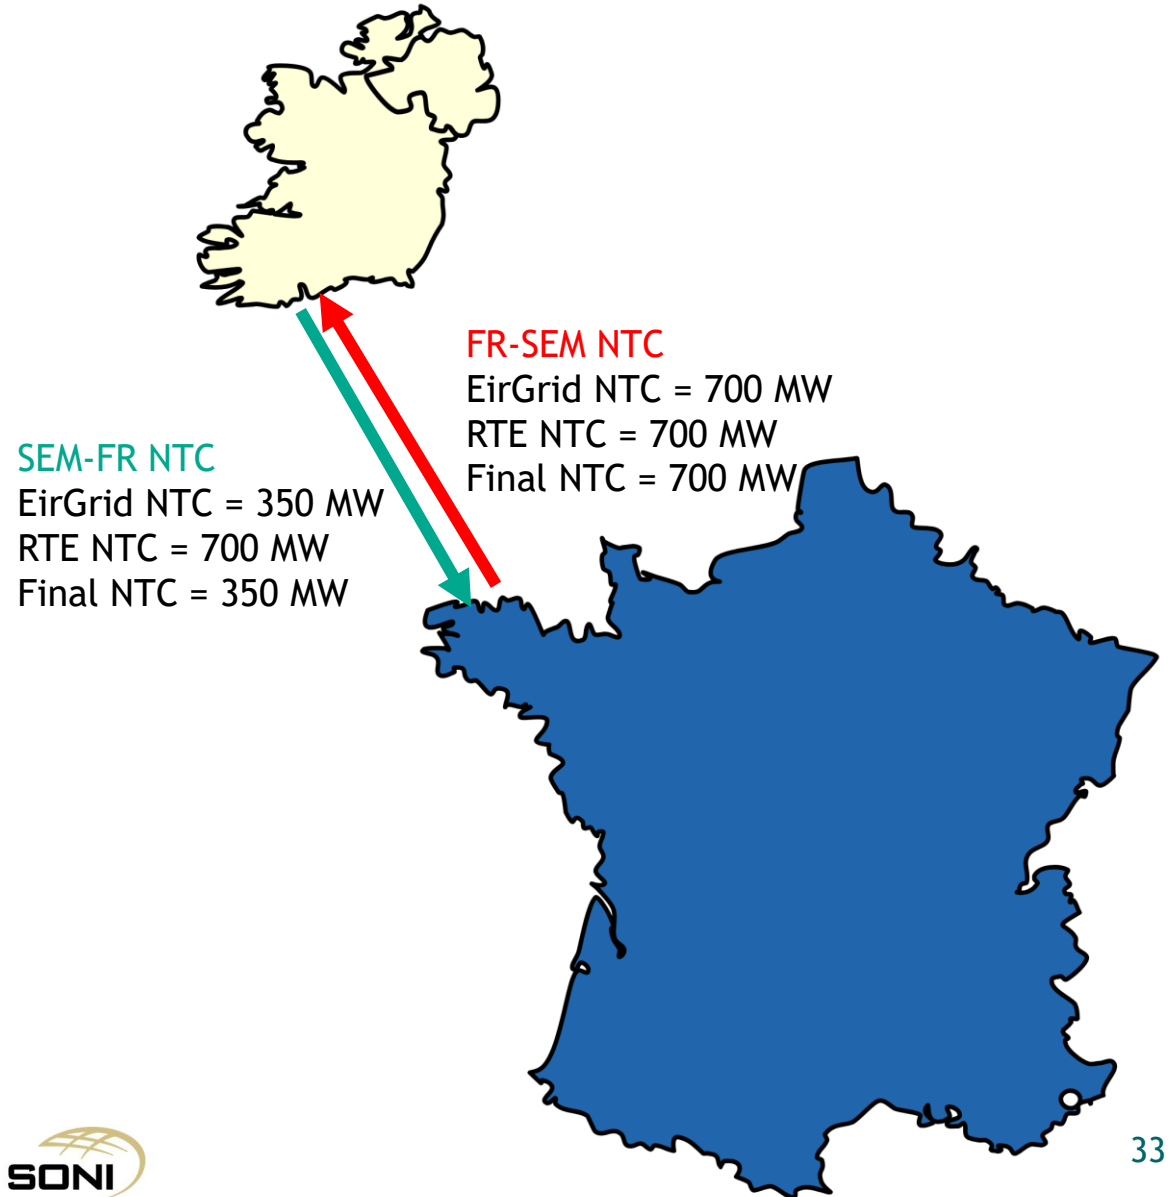 FR-SEM NTC
EirGrid NTC = 700 MW
RTE NTC = 700 MW
Final NTC = 700 MW
SEM-FR NTC
EirGrid NTC = 350 MW
RTE NTC = 700 MW
Final NTC = 350 MW
SONI
33